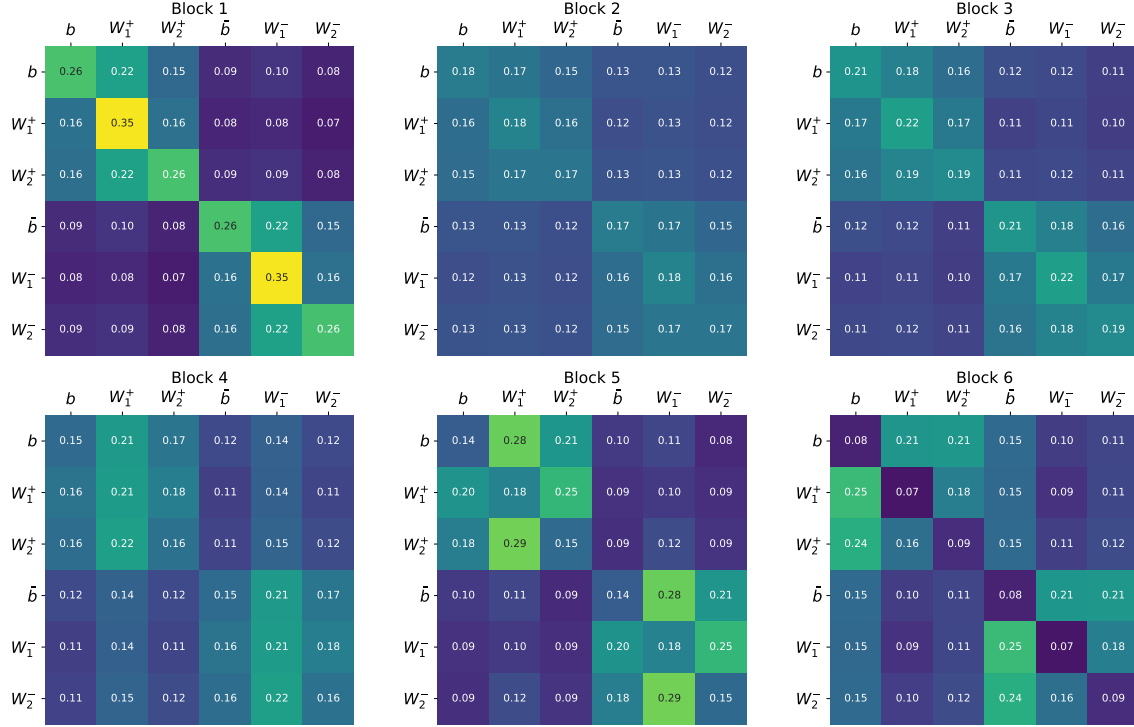 Block 1 Block 2 Block 3
b W₁⁺ W₂⁺ b̄ W₁⁻ W₂⁻ b W₁⁺ W₂⁺ b̄ W₁⁻ W₂⁻ b W₁⁺ W₂⁺ b̄ W₁⁻ W₂⁻
b 0.26 0.22 0.15 0.09 0.10 0.08 b 0.18 0.17 0.15 0.13 0.13 0.12 b 0.21 0.18 0.16 0.12 0.12 0.11
W₁⁺ 0.16 0.35 0.16 0.08 0.08 0.07 W₁⁺ 0.16 0.18 0.16 0.12 0.13 0.12 W₁⁺ 0.17 0.22 0.17 0.11 0.11 0.10
W₂⁺ 0.16 0.22 0.26 0.09 0.09 0.08 W₂⁺ 0.15 0.17 0.17 0.13 0.13 0.12 W₂⁺ 0.16 0.19 0.19 0.11 0.12 0.11
b̄ 0.09 0.10 0.08 0.26 0.22 0.15 b̄ 0.13 0.13 0.12 0.17 0.17 0.15 b̄ 0.12 0.12 0.11 0.21 0.18 0.16
W₁⁻ 0.08 0.08 0.07 0.16 0.35 0.16 W₁⁻ 0.12 0.13 0.12 0.16 0.18 0.16 W₁⁻ 0.11 0.11 0.10 0.17 0.22 0.17
W₂⁻ 0.09 0.09 0.08 0.16 0.22 0.26 W₂⁻ 0.13 0.13 0.12 0.15 0.17 0.17 W₂⁻ 0.11 0.12 0.11 0.16 0.18 0.19
Block 4 Block 5 Block 6
b W₁⁺ W₂⁺ b̄ W₁⁻ W₂⁻ b W₁⁺ W₂⁺ b̄ W₁⁻ W₂⁻ b W₁⁺ W₂⁺ b̄ W₁⁻ W₂⁻
b 0.15 0.21 0.17 0.12 0.14 0.12 b 0.14 0.28 0.21 0.10 0.11 0.08 b 0.08 0.21 0.21 0.15 0.10 0.11
W₁⁺ 0.16 0.21 0.18 0.11 0.14 0.11 W₁⁺ 0.20 0.18 0.25 0.09 0.10 0.09 W₁⁺ 0.25 0.07 0.18 0.15 0.09 0.11
W₂⁺ 0.16 0.22 0.16 0.11 0.15 0.12 W₂⁺ 0.18 0.29 0.15 0.09 0.12 0.09 W₂⁺ 0.24 0.16 0.09 0.15 0.11 0.12
b̄ 0.12 0.14 0.12 0.15 0.21 0.17 b̄ 0.10 0.11 0.09 0.14 0.28 0.21 b̄ 0.15 0.10 0.11 0.08 0.21 0.21
W₁⁻ 0.11 0.14 0.11 0.16 0.21 0.18 W₁⁻ 0.09 0.10 0.09 0.20 0.18 0.25 W₁⁻ 0.15 0.09 0.11 0.25 0.07 0.18
W₂⁻ 0.11 0.15 0.12 0.16 0.22 0.16 W₂⁻ 0.09 0.12 0.09 0.18 0.29 0.15 W₂⁻ 0.15 0.10 0.12 0.24 0.16 0.09